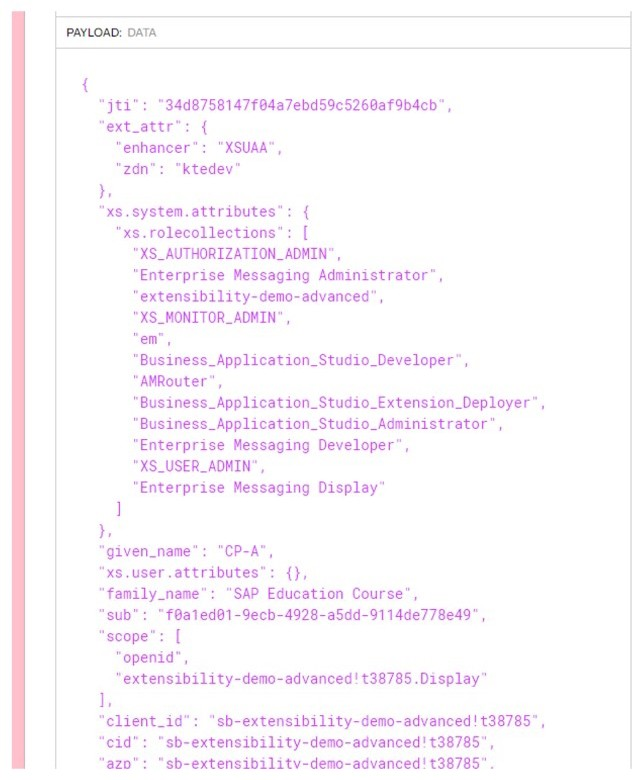 PAYLOAD: DATA
{
"jti": "34d8758147f04a7ebd59c5260af9b4cb",
"ext_attr": {
"enhancer": "XSUAA",
"zdn": "ktedev"
},
"xs.system.attributes": {
"xs.rolecollections": [
"XS_AUTHORIZATION_ADMIN",
"Enterprise Messaging Administrator",
"extensibility-demo-advanced",
"XS_MONITOR_ADMIN",
"em",
"Business_Application_Studio_Developer",
"AMRouter",
"Business_Application_Studio_Extension_Deployer",
"Business_Application_Studio_Administrator",
"Enterprise Messaging Developer",
"XS_USER_ADMIN",
"Enterprise Messaging Display"
]
},
"given_name": "CP-A",
"xs.user.attributes": {},
"family_name": "SAP Education Course",
"sub": "f0a1ed01-9ecb-4928-a5dd-9114de778e49",
"scope": [
"openid",
"extensibility-demo-advanced!t38785.Display"
],
"client_id": "sb-extensibility-demo-advanced!t38785",
"cid": "sb-extensibility-demo-advanced!t38785",
"azp": "sb-extensibility-demo-advanced!t38785",